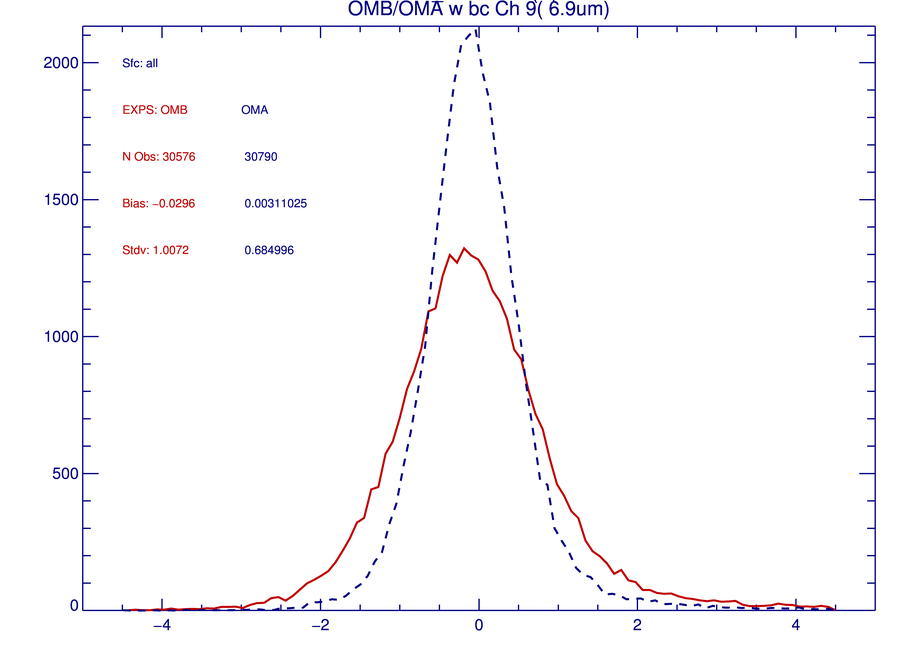 OMB/OMA w bc Ch 9( 6.9um)
2000
1500
1000
500
0
Sfc: all
EXPS: OMB OMA
N Obs: 30576 30790
Bias: −0.0296 0.00311025
Stdv: 1.0072 0.684996
−4 −2 0 2 4